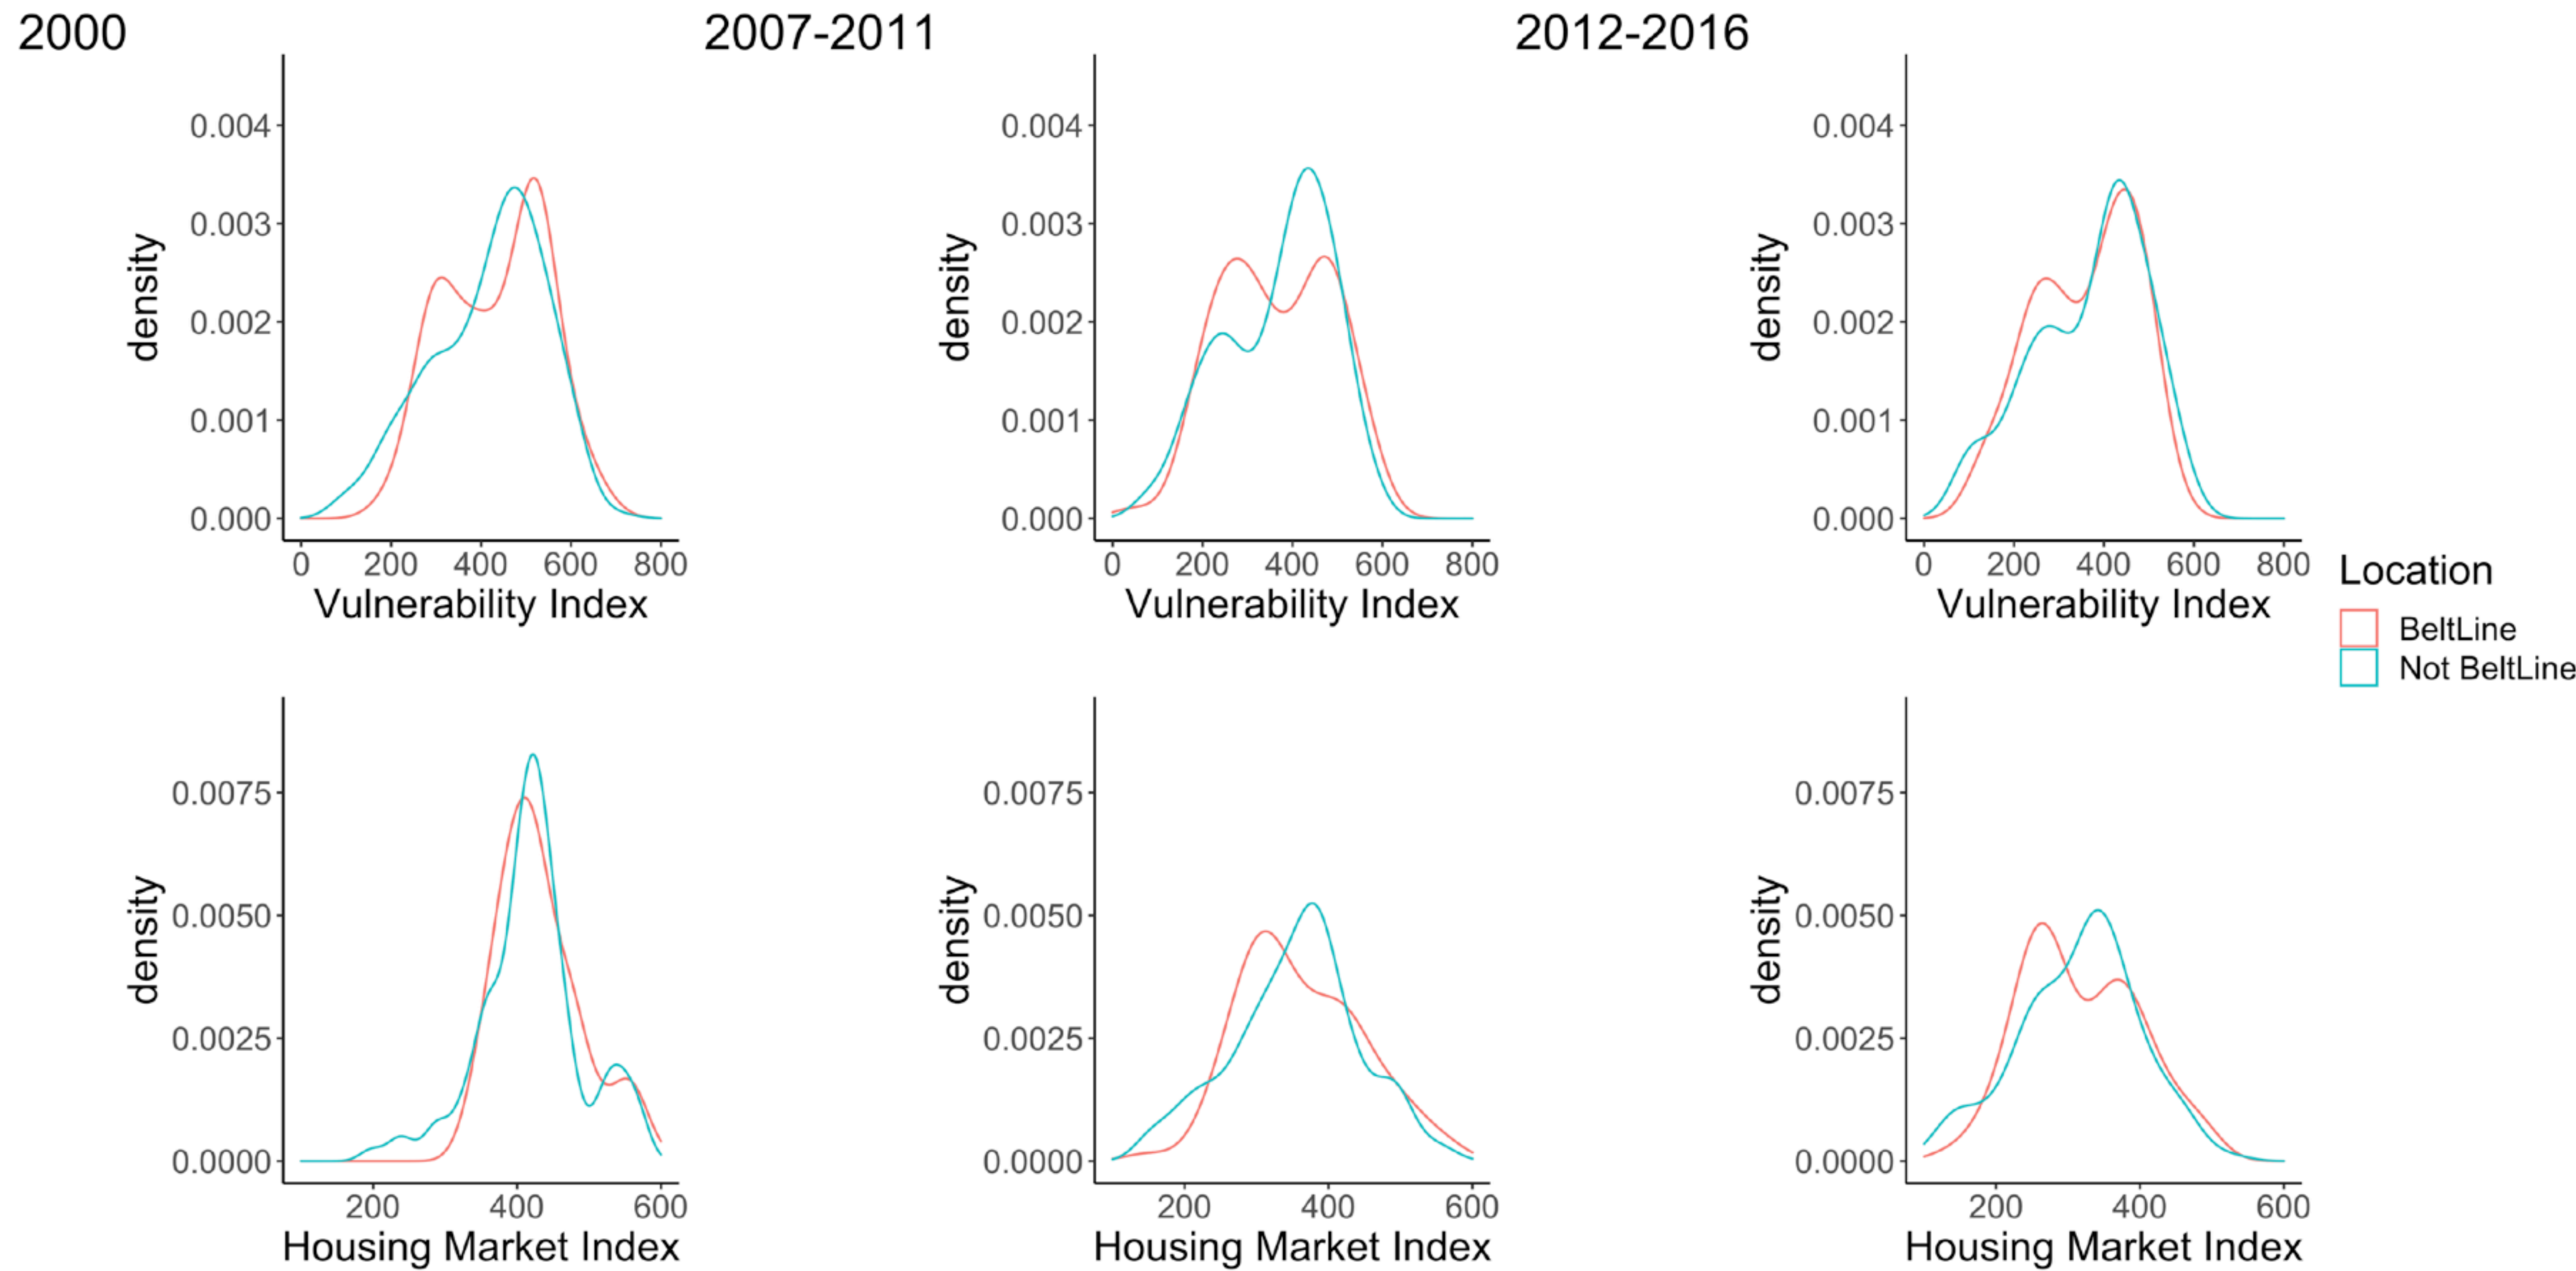 2000
2007-2011
2012-2016
0.004
0.003
0.002
0.001
0.000
density
0 200 400 600 800
Vulnerability Index
0.004
0.003
0.002
0.001
0.000
density
0 200 400 600 800
Vulnerability Index
0.004
0.003
0.002
0.001
0.000
density
0 200 400 600 800
Vulnerability Index
Location
BeltLine
Not BeltLine
0.0075
0.0050
0.0025
0.0000
density
200 400 600
Housing Market Index
0.0075
0.0050
0.0025
0.0000
density
200 400 600
Housing Market Index
0.0075
0.0050
0.0025
0.0000
density
200 400 600
Housing Market Index